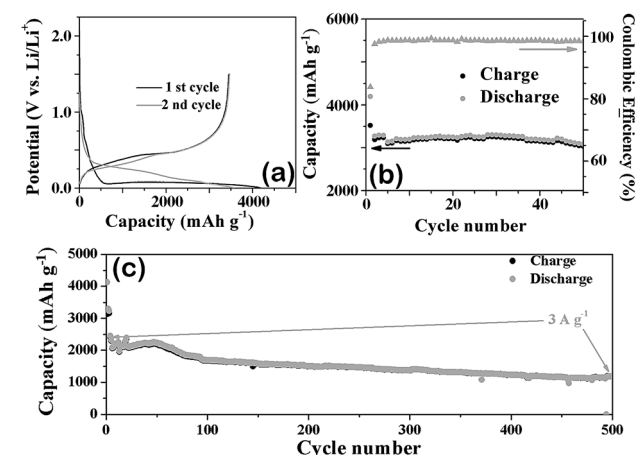 2.0
1.0
0.0
Potential (V vs. Li/Li+)
1 st cycle
2 nd cycle
(a)
0 2000 4000
Capacity (mAh g-1)
6000
4000
2000
Capacity (mAh g-1)
Charge
Discharge
(b)
0 20 40
Cycle number
100
80
60
Coulombic Efficiency (%)
(c)
5000
4000
3000
2000
1000
0
Capacity (mAh g-1)
Charge
Discharge
3 A g-1
0 100 200 300 400 500
Cycle number